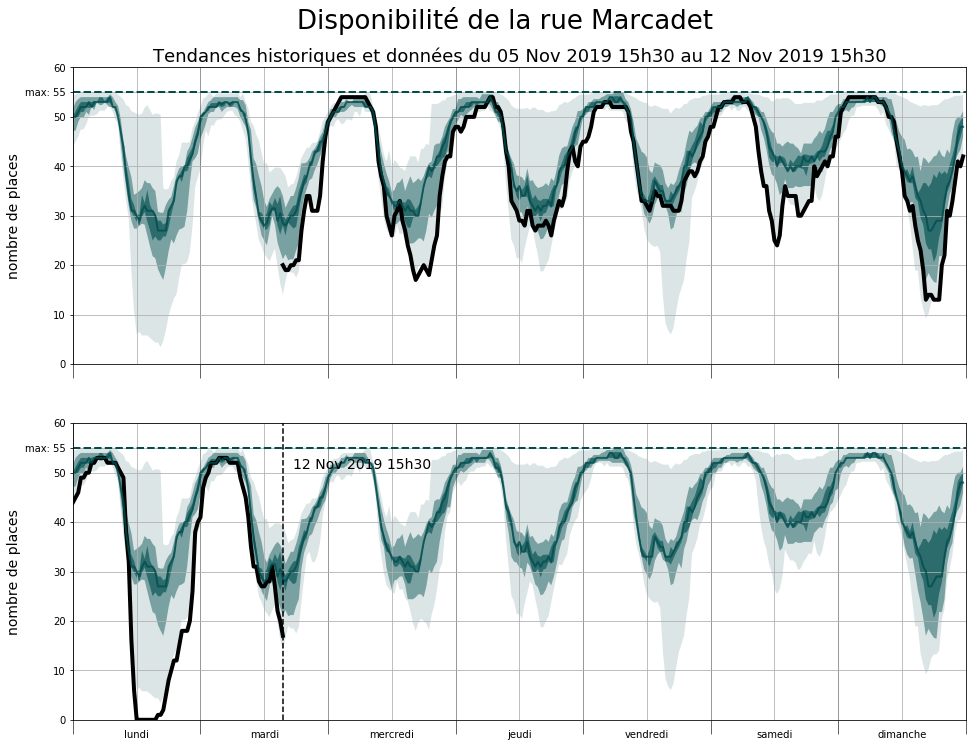 Disponibilité de la rue Marcadet
Tendances historiques et données du 05 Nov 2019 15h30 au 12 Nov 2019 15h30
60
max: 55
50
40
30
20
10
0
nombre de places
60
max: 55
50
40
30
20
10
0
nombre de places
12 Nov 2019 15h30
lundi mardi mercredi jeudi vendredi samedi dimanche